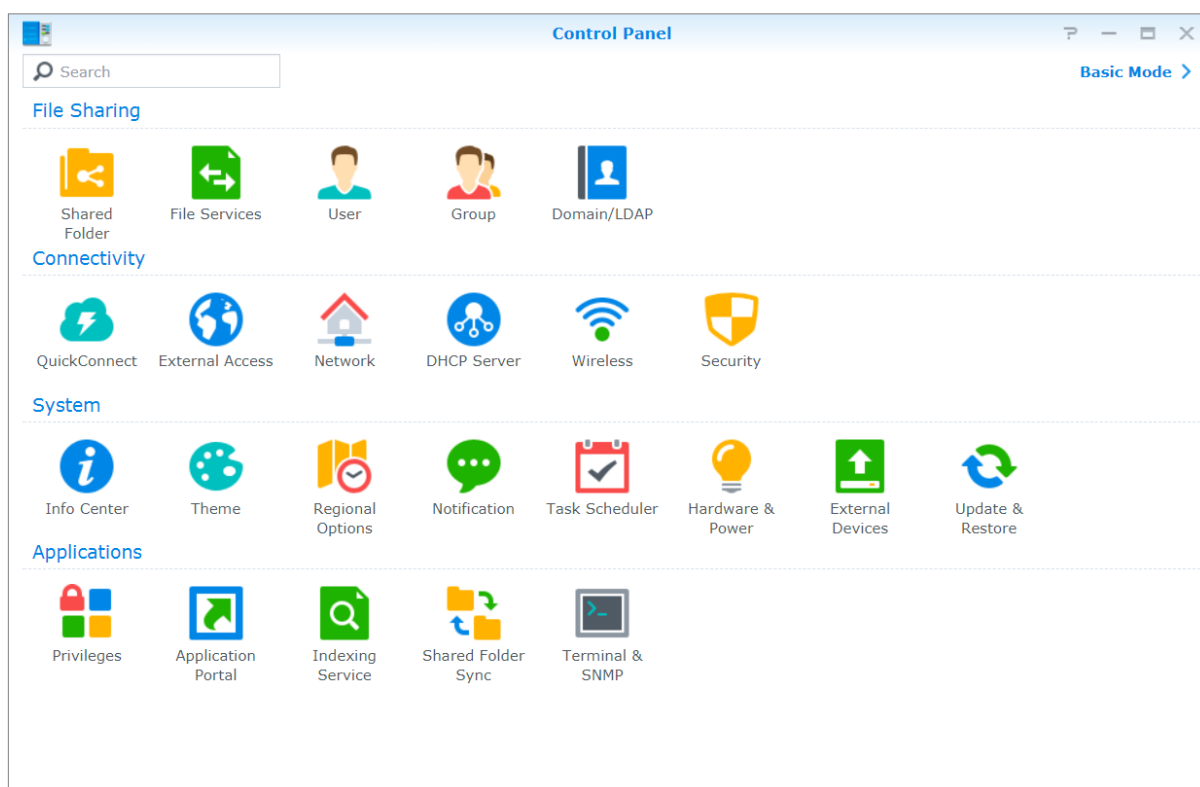 Control Panel
Search
Basic Mode
File Sharing
Shared
Folder
File Services
User
Group
Domain/LDAP
Connectivity
QuickConnect
External Access
Network
DHCP Server
Wireless
Security
System
Info Center
Theme
Regional
Options
Notification
Task Scheduler
Hardware &
Power
External
Devices
Update &
Restore
Applications
Privileges
Application
Portal
Indexing
Service
Shared Folder
Sync
Terminal &
SNMP